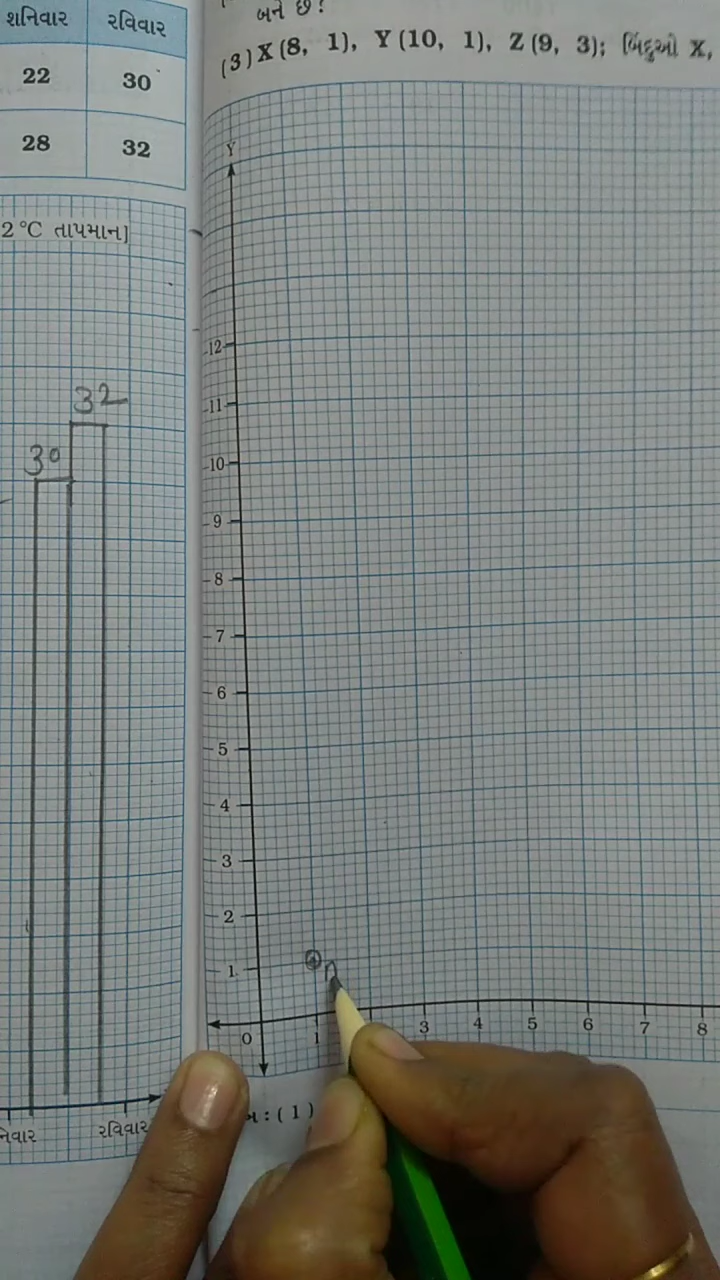 શનિવાર રવિવાર
22 30
28 32
2 °C તાપમાન]
32
30
રવિવાર
બને છે?
(3) X (8, 1), Y (10, 1), Z (9, 3); બિંદુઓ X,
Y
12
11
10
9
8
7
6
5
4
3
2
1
0 1 3 4 5 6 7 8
: (1)